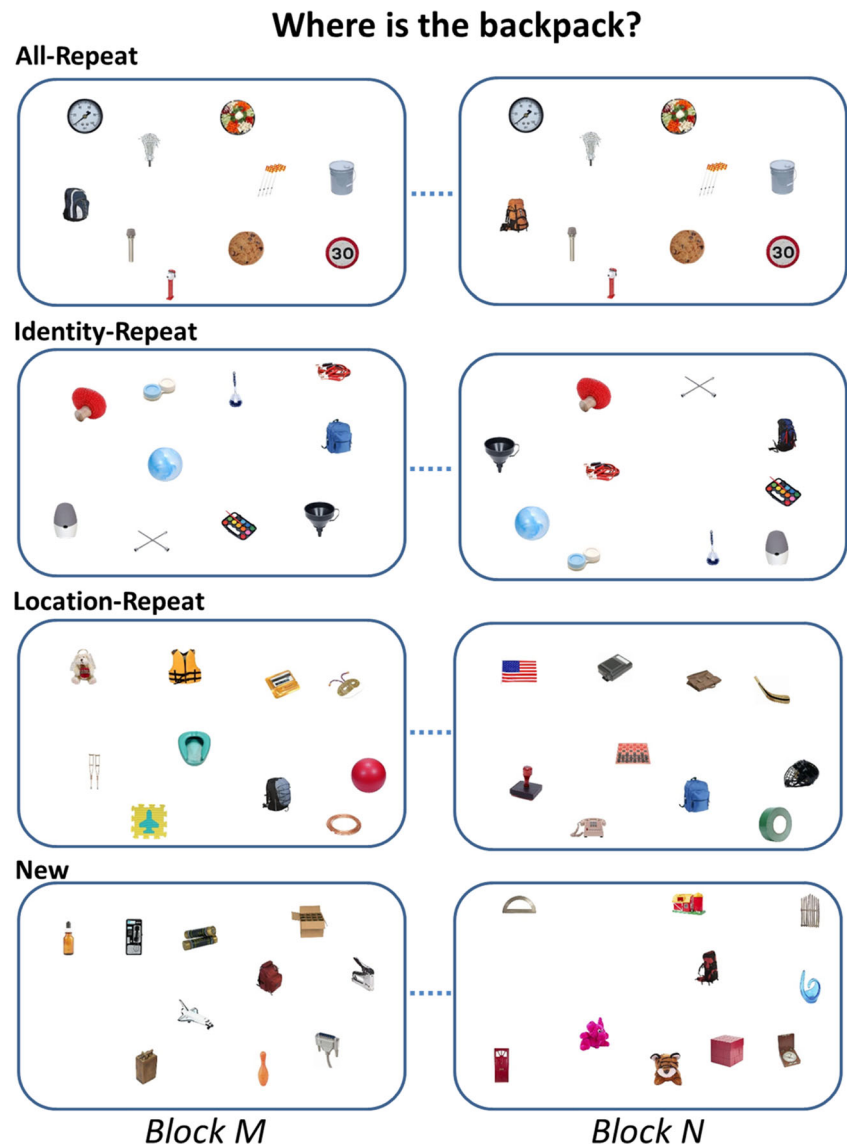 Where is the backpack?
All-Repeat
30
30
Identity-Repeat
Location-Repeat
New
Block M
Block N